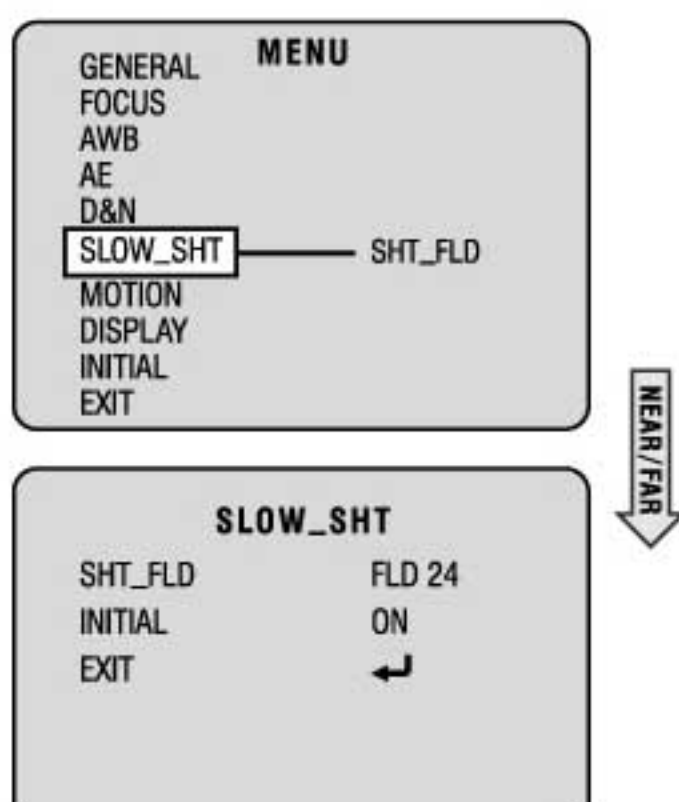 MENU
GENERAL
FOCUS
AWB
AE
D&N
SLOW_SHT SHT_FLD
MOTION
DISPLAY
INITIAL
EXIT
NEAR/FAR
SLOW_SHT
SHT_FLD FLD 24
INITIAL ON
EXIT ↵